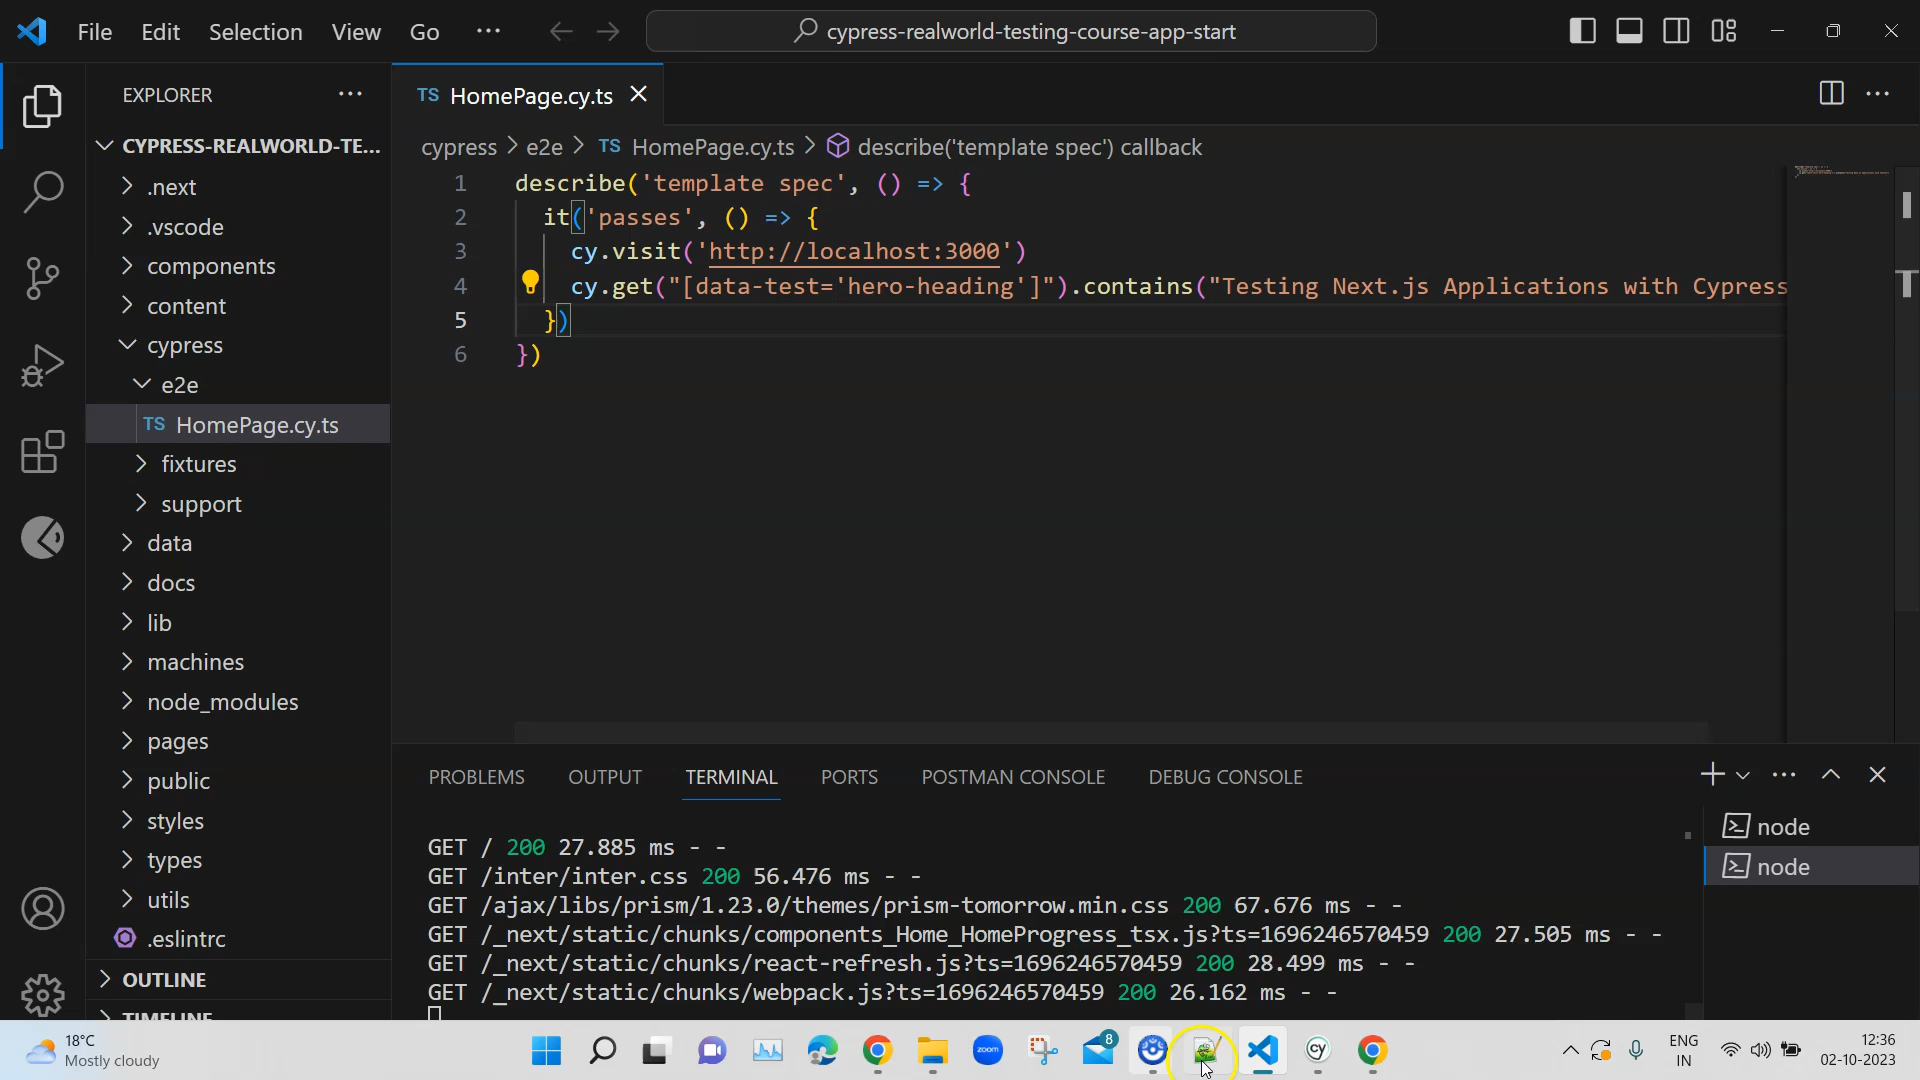 File Edit Selection View Go ··· cypress-realworld-testing-course-app-start
EXPLORER ···
CYPRESS-REALWORLD-TE...
.next
.vscode
components
content
cypress
e2e
TS HomePage.cy.ts
fixtures
support
data
docs
lib
machines
node_modules
pages
public
styles
types
utils
.eslintrc
OUTLINE
TIMELINE
TS HomePage.cy.ts
cypress > e2e > TS HomePage.cy.ts > describe('template spec') callback
1 describe('template spec', () => {
2 it('passes', () => {
3 cy.visit('http://localhost:3000')
4 cy.get("[data-test='hero-heading']").contains("Testing Next.js Applications with Cypress
5 })
6 })
PROBLEMS OUTPUT TERMINAL PORTS POSTMAN CONSOLE DEBUG CONSOLE
GET / 200 27.885 ms - -
GET /inter/inter.css 200 56.476 ms - -
GET /ajax/libs/prism/1.23.0/themes/prism-tomorrow.min.css 200 67.676 ms - -
GET /_next/static/chunks/components_Home_HomeProgress_tsx.js?ts=1696246570459 200 27.505 ms - -
GET /_next/static/chunks/react-refresh.js?ts=1696246570459 200 28.499 ms - -
GET /_next/static/chunks/webpack.js?ts=1696246570459 200 26.162 ms - -
node
node
18°C
Mostly cloudy
zoom
8
cy
ENG
IN
12:36
02-10-2023